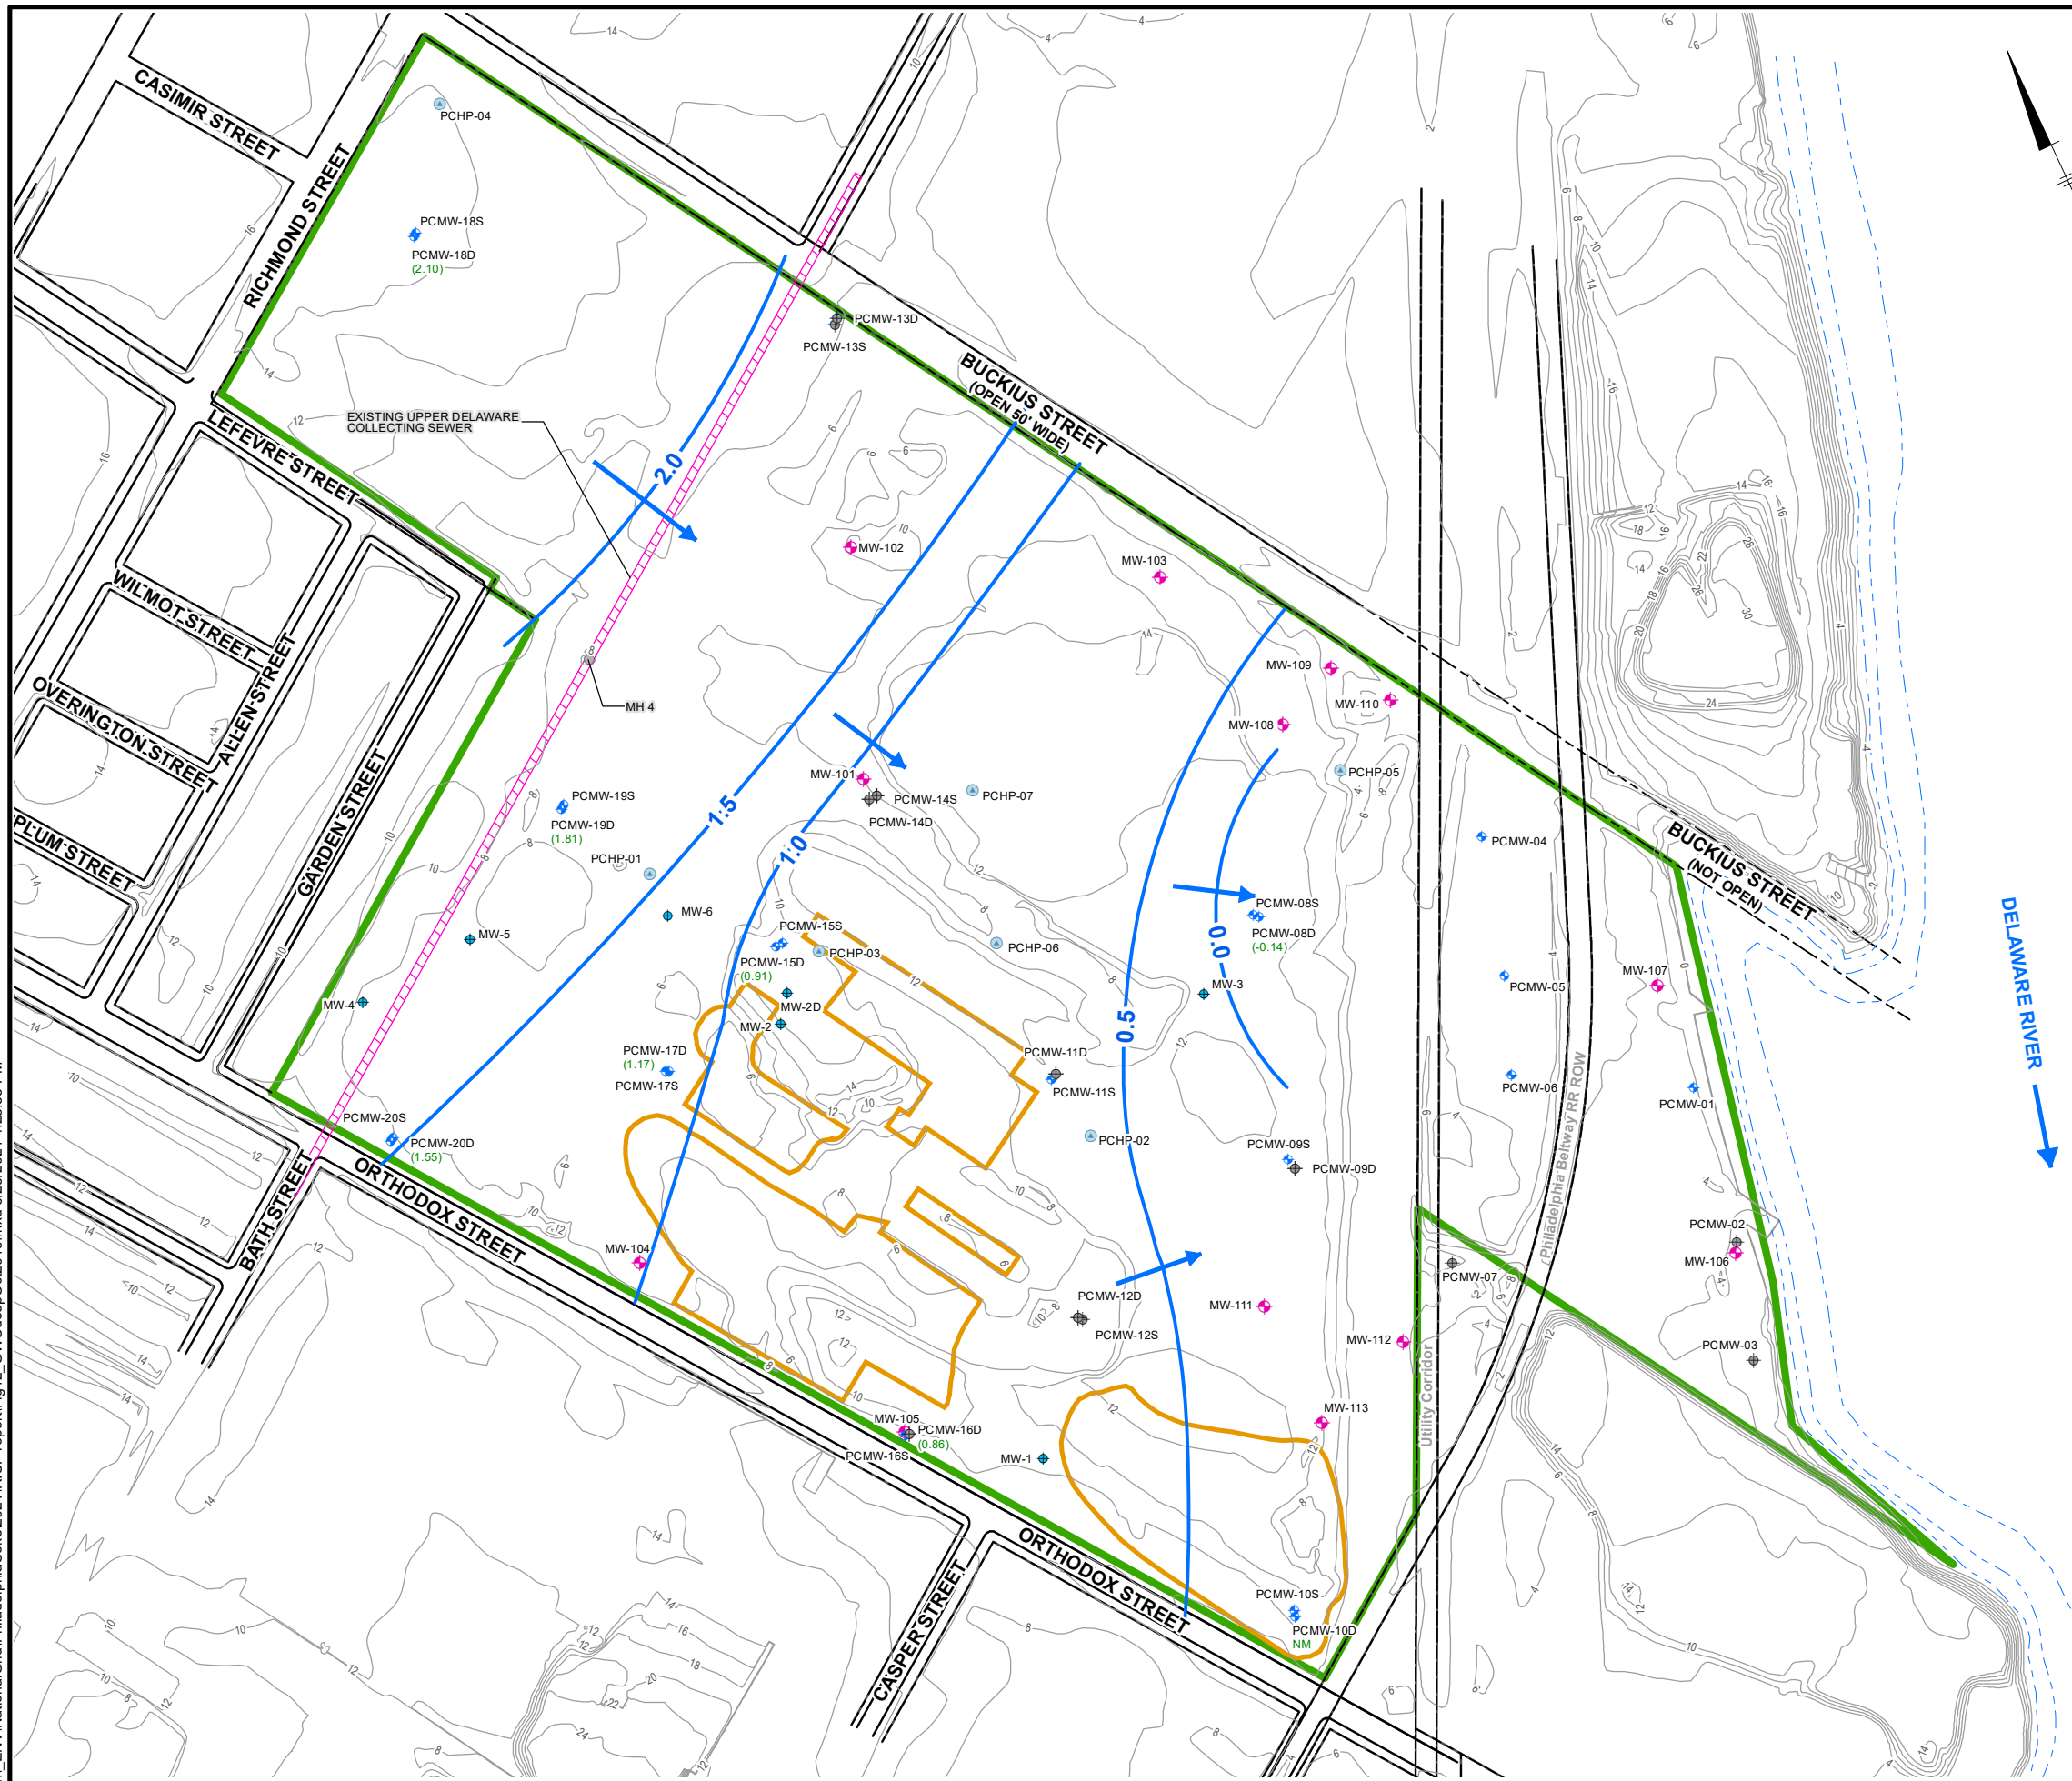 CASIMIR STREET
RICHMOND STREET
PCHP-04
PCMW-18S
PCMW-18D
(2.10)
LEFEVRE STREET
EXISTING UPPER DELAWARE
COLLECTING SEWER
2.0
PCMW-13D
PCMW-13S
BUCKIUS STREET
(OPEN 50' WIDE)
MW-102
MW-103
WILMOT STREET
OVERINGTON STREET
ALLEN STREET
PLUM STREET
GARDEN STREET
MH 4
MW-109
MW-110
MW-108
PCHP-05
MW-101
PCMW-14S
PCMW-14D
PCHP-07
1.5
1.0
PCMW-19S
PCMW-19D
(1.81)
PCHP-01
MW-6
MW-5
MW-4
PCMW-15S
PCMW-15D
(0.91)
PCHP-03
PCHP-06
MW-2D
MW-2
PCMW-04
PCMW-08S
PCMW-08D
(-0.14)
0.0
0.5
MW-3
PCMW-05
MW-107
BUCKIUS STREET
(NOT OPEN)
DELAWARE RIVER
PCMW-17D
(1.17)
PCMW-17S
PCMW-11D
PCMW-11S
PCHP-02
PCMW-06
PCMW-01
(Philadelphia Beltway RR ROW
PCMW-20S
PCMW-20D
(1.55)
PCMW-09S
PCMW-09D
BATH STREET
ORTHODOX STREET
MW-104
PCMW-02
MW-106
PCMW-07
PCMW-12D
PCMW-12S
MW-111
MW-112
Utility Corridor
PCMW-03
MW-105
PCMW-16D
(0.86)
PCMW-16S
MW-1
MW-113
ORTHODOX STREET
CASPER STREET
PCMW-10S
PCMW-10D
NM